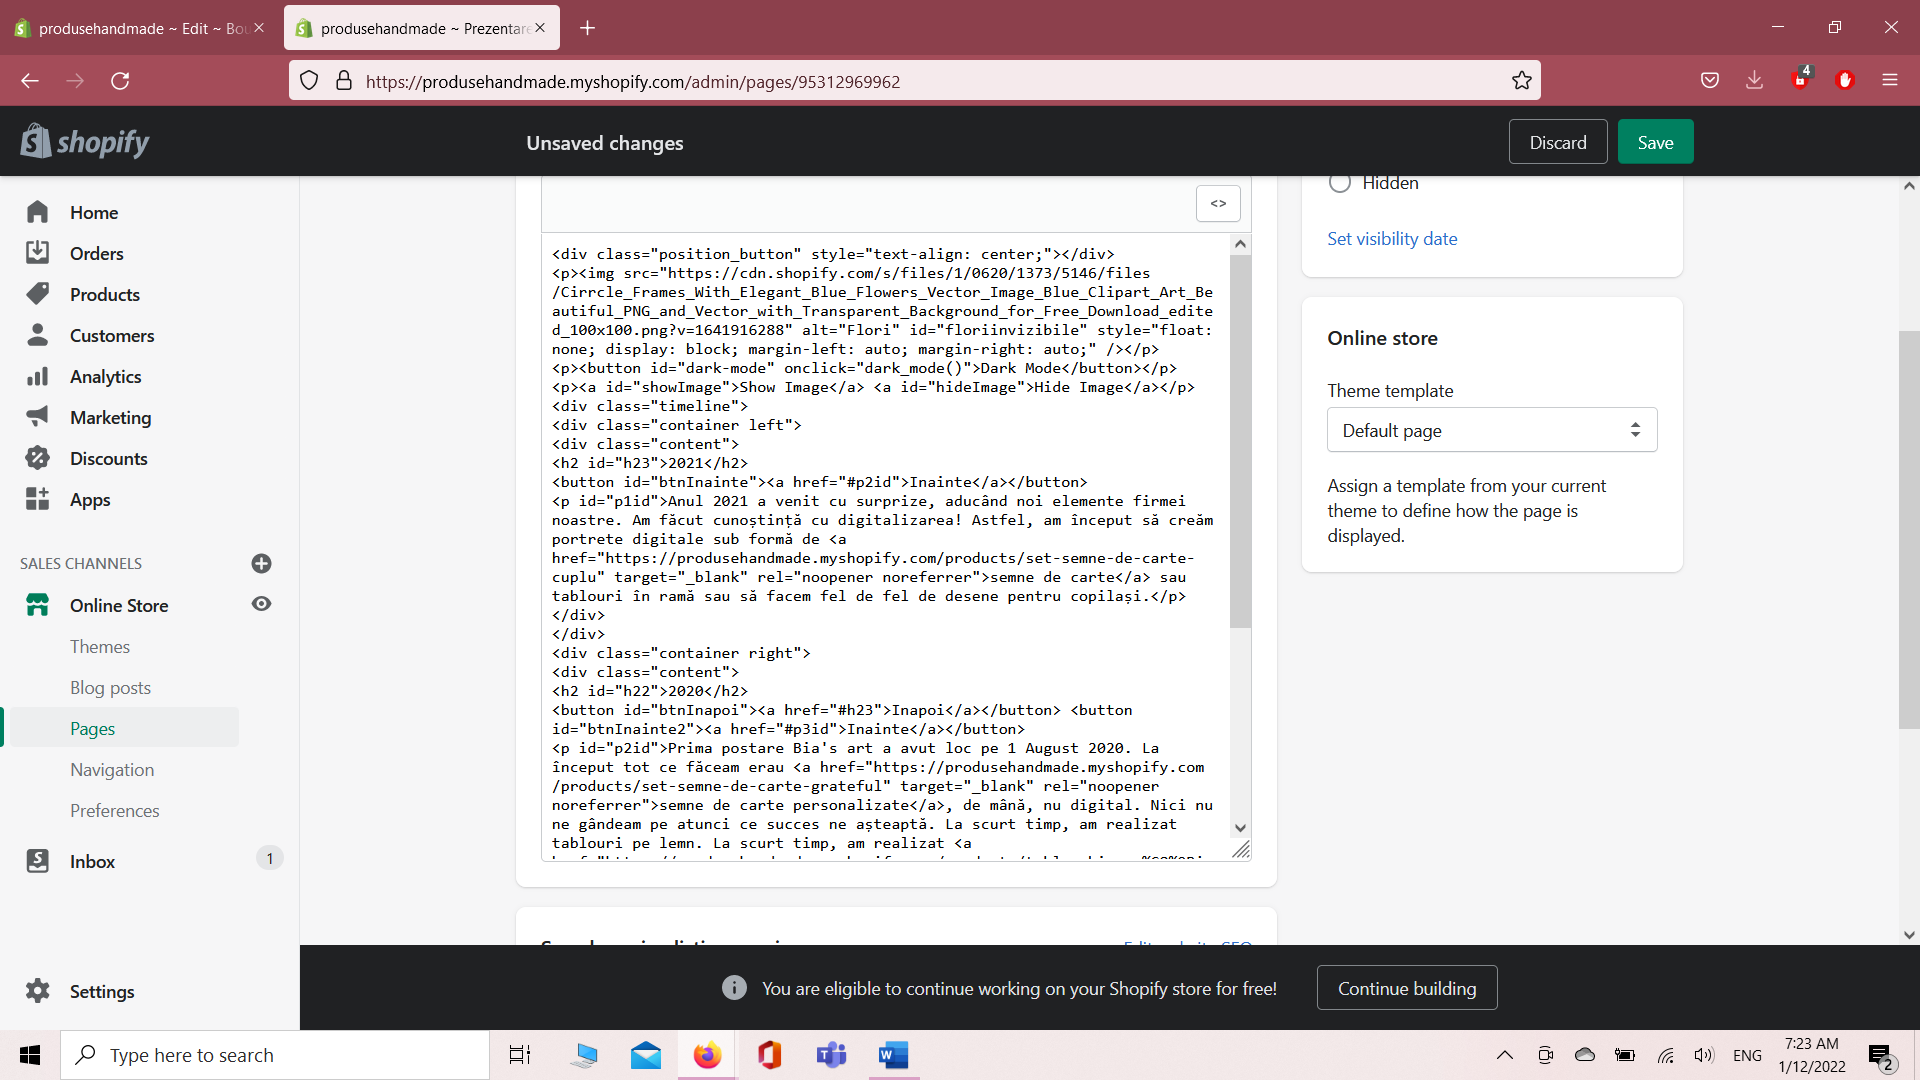 produsehandmade ~ Edit ~ Bou
produsehandmade ~ Prezentare
https://produsehandmade.myshopify.com/admin/pages/95312969962
4
shopify
Unsaved changes
Discard
Save
Home
Orders
Products
Customers
Analytics
Marketing
Discounts
Apps
SALES CHANNELS
Online Store
Themes
Blog posts
Pages
Navigation
Preferences
Inbox
1
Settings
<>
<div class="position_button" style="text-align: center;"></div>
<p><img src="https://cdn.shopify.com/s/files/1/0620/1373/5146/files
/Cirrcle_Frames_With_Elegant_Blue_Flowers_Vector_Image_Blue_Clipart_Art_Be
autiful_PNG_and_Vector_with_Transparent_Background_for_Free_Download_edite
d_100x100.png?v=1641916288" alt="Flori" id="floriinvizibile" style="float:
none; display: block; margin-left: auto; margin-right: auto;" /></p>
<p><button id="dark-mode" onclick="dark_mode()">Dark Mode</button></p>
<p><a id="showImage">Show Image</a> <a id="hideImage">Hide Image</a></p>
<div class="timeline">
<div class="container left">
<div class="content">
<h2 id="h23">2021</h2>
<button id="btnInainte"><a href="#p2id">Inainte</a></button>
<p id="p1id">Anul 2021 a venit cu surprize, aducând noi elemente firmei
noastre. Am făcut cunoștință cu digitalizarea! Astfel, am început să creăm
portrete digitale sub formă de <a
href="https://produsehandmade.myshopify.com/products/set-semne-de-carte-
cuplu" target="_blank" rel="noopener noreferrer">semne de carte</a> sau
tablouri în ramă sau să facem fel de fel de desene pentru copilași.</p>
</div>
</div>
<div class="container right">
<div class="content">
<h2 id="h22">2020</h2>
<button id="btnInapoi"><a href="#h23">Inapoi</a></button> <button
id="btnInainte2"><a href="#p3id">Inainte</a></button>
<p id="p2id">Prima postare Bia's art a avut loc pe 1 August 2020. La
început tot ce făceam erau <a href="https://produsehandmade.myshopify.com
/products/set-semne-de-carte-grateful" target="_blank" rel="noopener
noreferrer">semne de carte personalizate</a>, de mână, nu digital. Nici nu
ne gândeam pe atunci ce succes ne așteaptă. La scurt timp, am realizat
tablouri pe lemn. La scurt timp, am realizat <a
Hidden
Set visibility date
Online store
Theme template
Default page
Assign a template from your current
theme to define how the page is
displayed.
You are eligible to continue working on your Shopify store for free!
Continue building
Type here to search
ENG
7:23 AM
1/12/2022
2